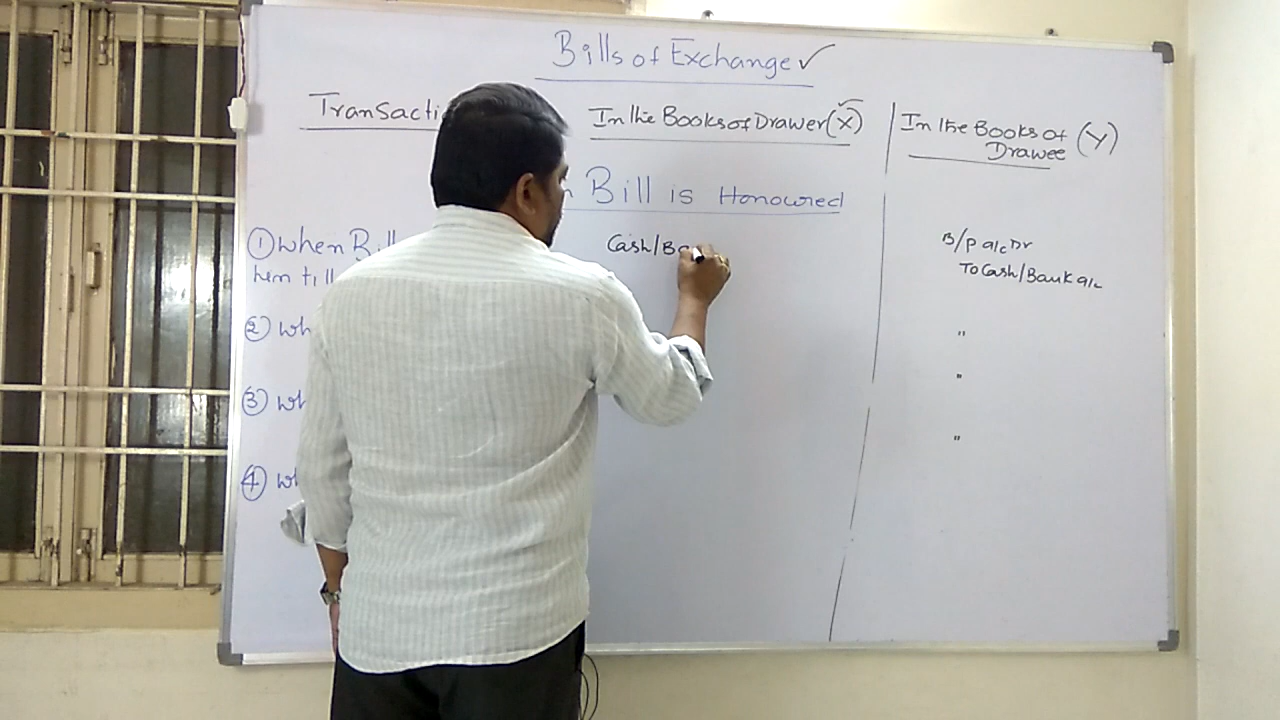 Bills of Exchange ✓
Transacti
In the Books of Drawer (X)
In the Books of Drawee (Y)
Bill is Honoured
① When Bill
him till
Cash/Ba
B/P a/c Dr
To Cash/Bank a/c
② Wh
"
③ Wh
"
④ Wh
"